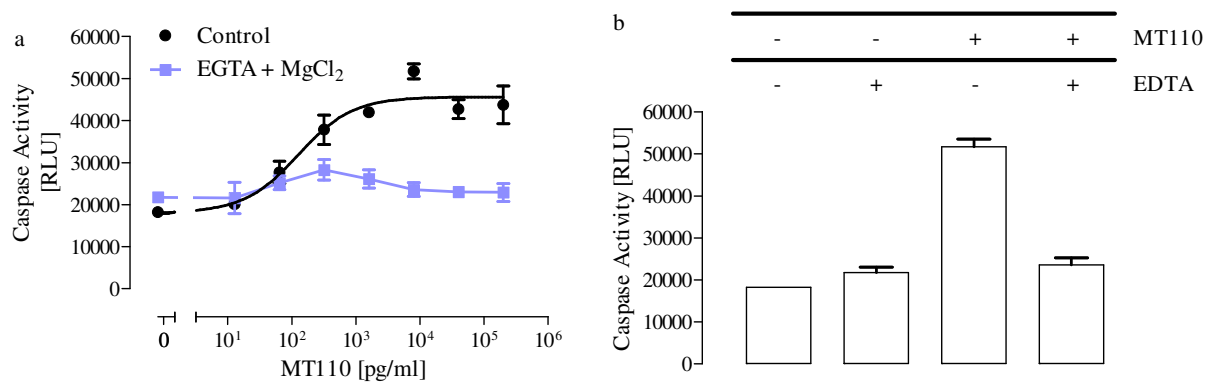 a
60000
50000
40000
30000
20000
10000
0
Caspase Activity
[RLU]
Control
EGTA + MgCl2
0 10^1 10^2 10^3 10^4 10^5 10^6
MT110 [pg/ml]
b
- - + + MT110
- + - + EDTA
60000
50000
40000
30000
20000
10000
0
Caspase Activity [RLU]